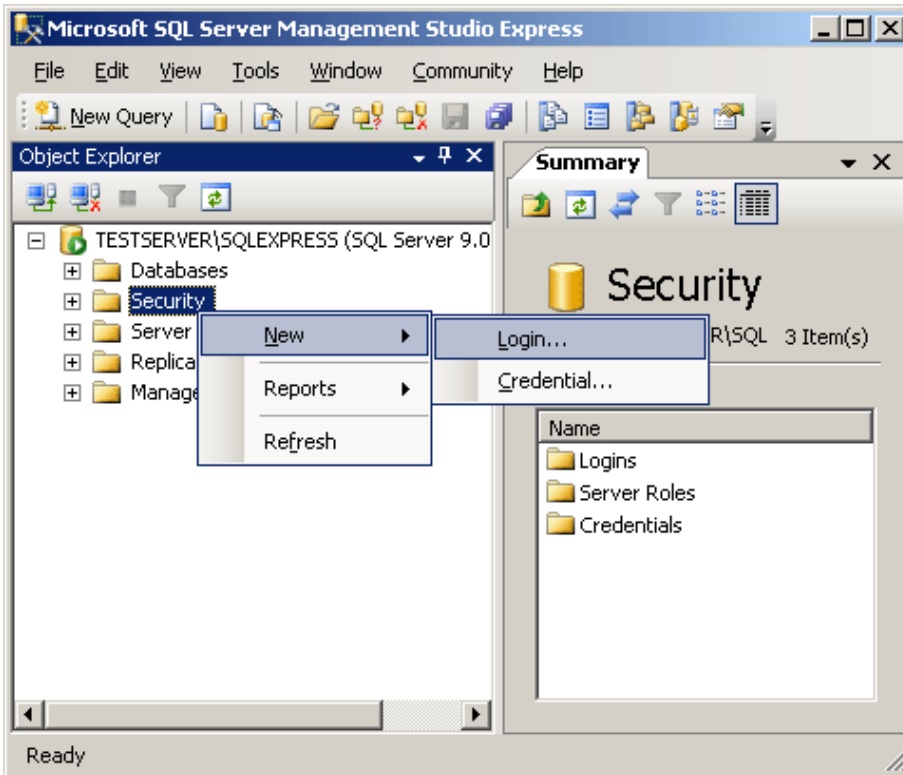 Microsoft SQL Server Management Studio Express
File Edit View Tools Window Community Help
New Query
Object Explorer
Summary
TESTSERVER\SQLEXPRESS (SQL Server 9.0
Databases
Security
Server
Replica
Manage
New
Reports
Refresh
Login...
Credential...
Security
R\SQL 3 Item(s)
Name
Logins
Server Roles
Credentials
Ready